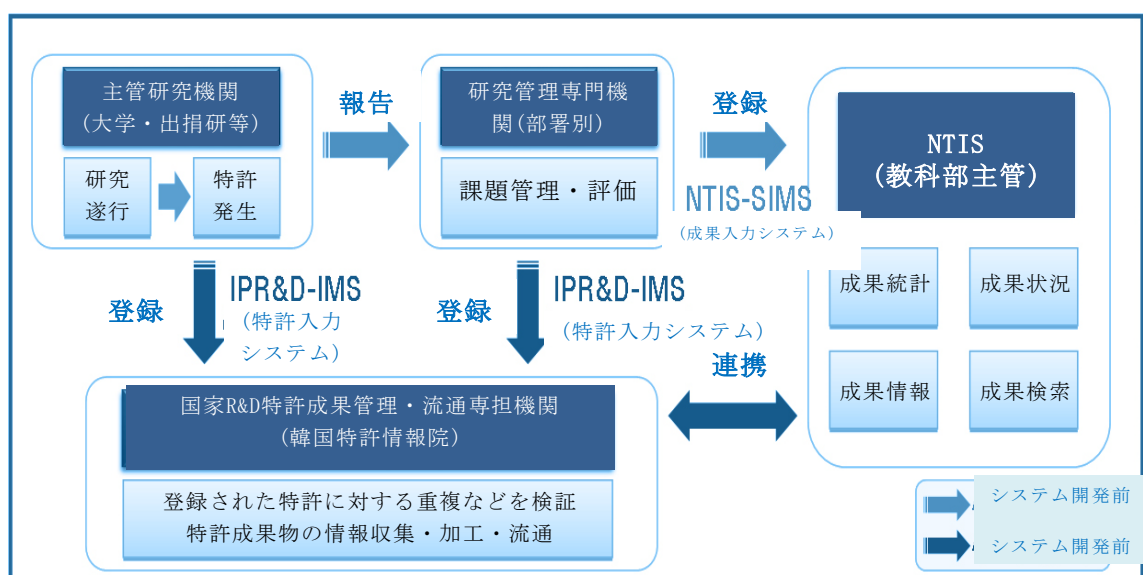 主管研究機関
(大学・出捐研等)
研究
遂行
特許
発生
報告
研究管理専門機
関(部署別)
課題管理・評価
登録
NTIS-SIMS
(成果入力システム)
NTIS
(教科部主管)
成果統計
成果状況
成果情報
成果検索
登録
IPR&D-IMS
(特許入力
システム)
登録
IPR&D-IMS
(特許入力システム)
連携
国家R&D特許成果管理・流通専担機関
(韓国特許情報院)
登録された特許に対する重複などを検証
特許成果物の情報収集・加工・流通
システム開発前
システム開発前